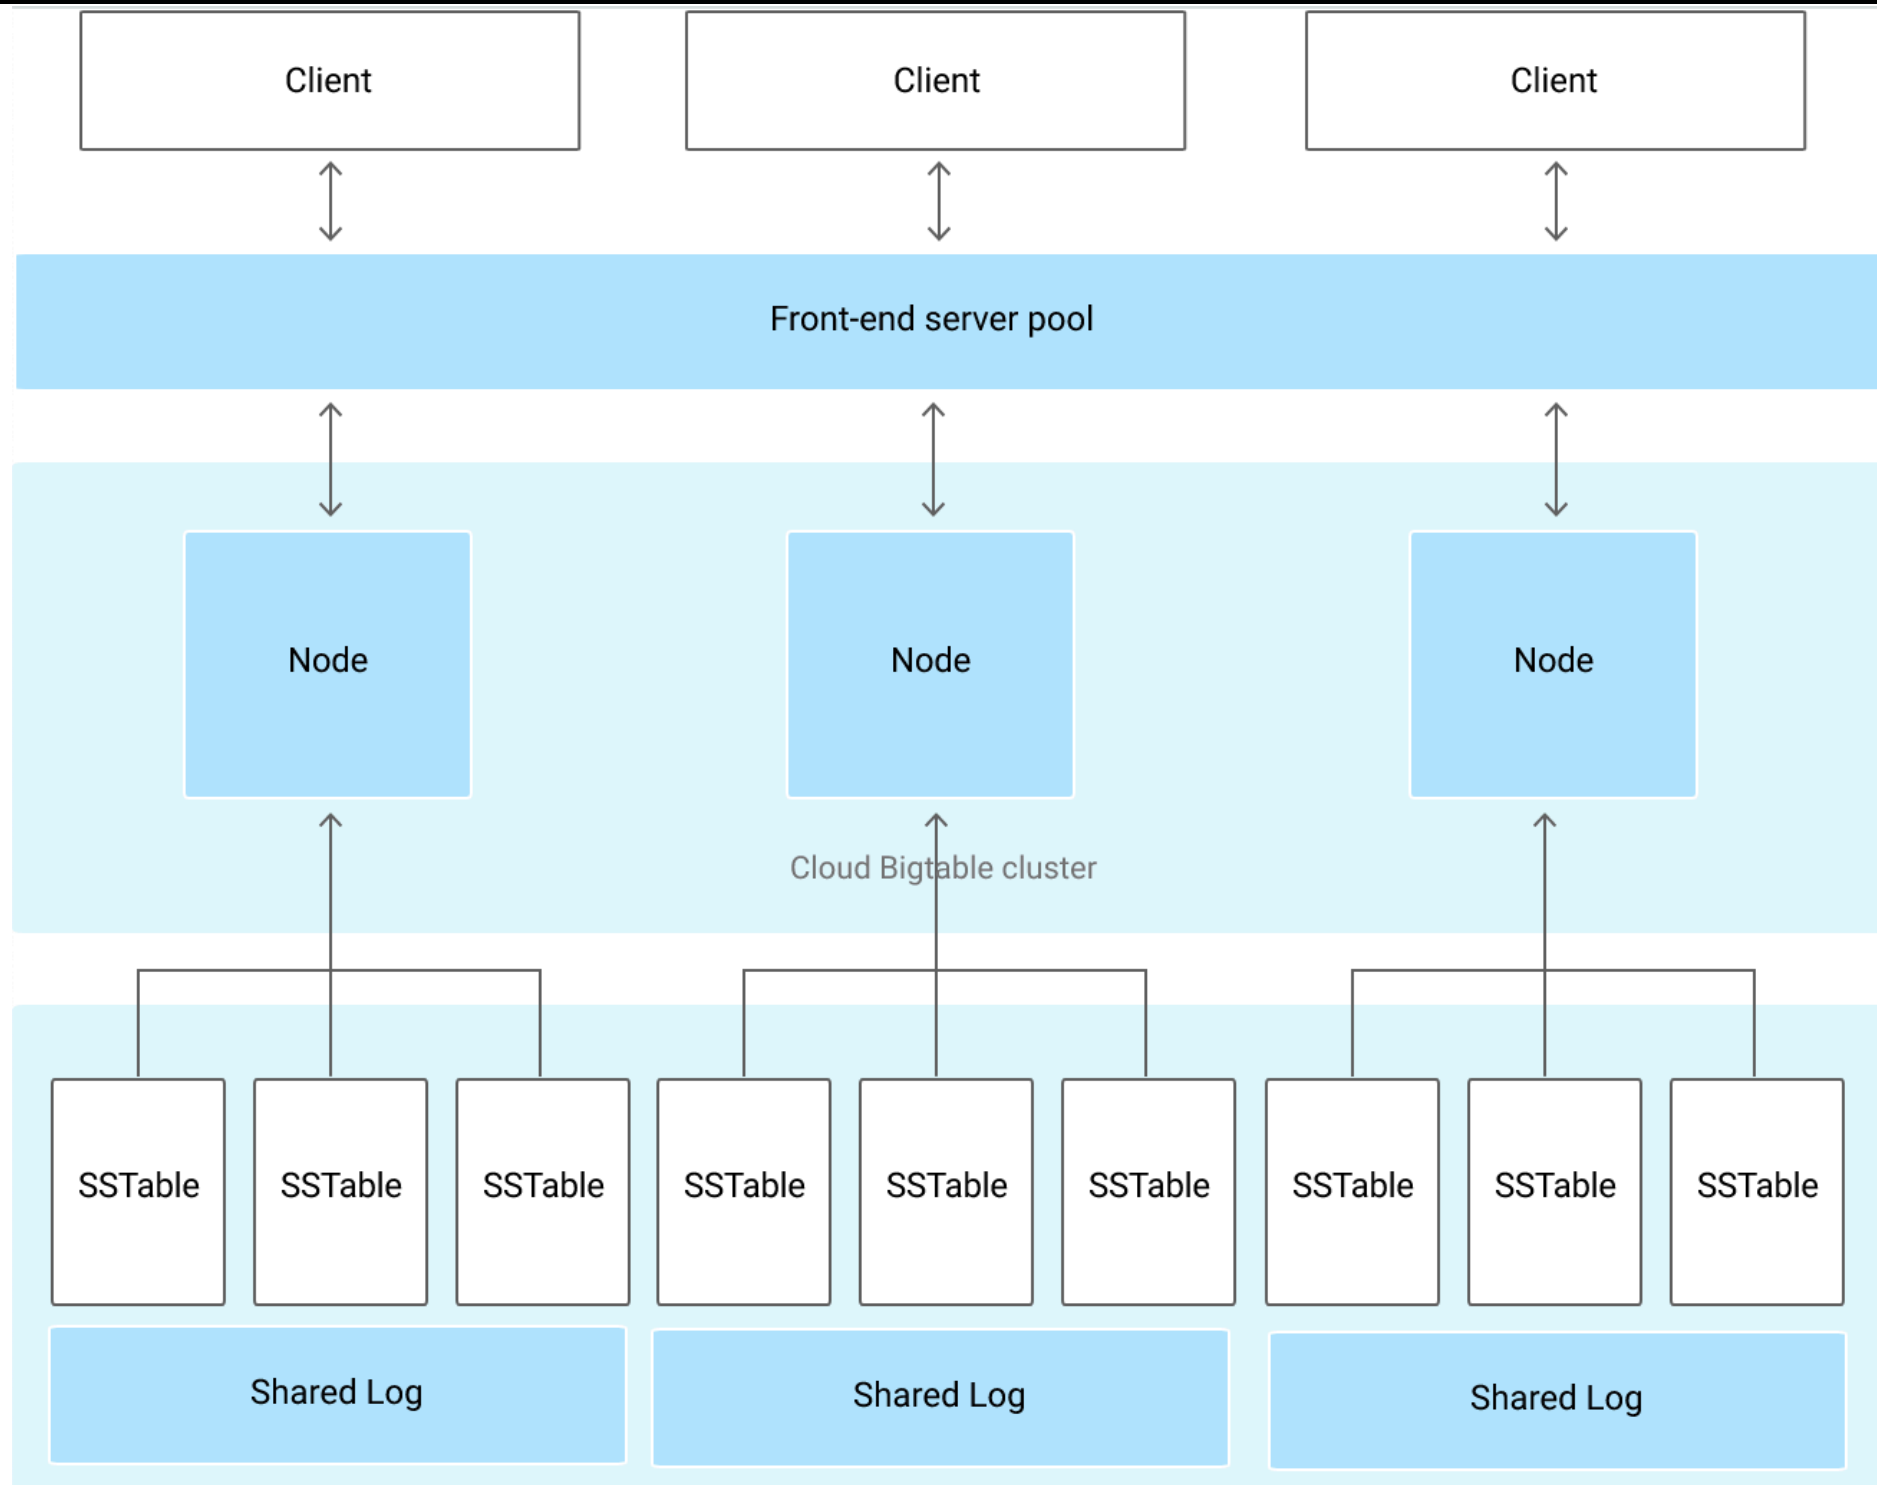 Client
Client
Client
Front-end server pool
Node
Node
Node
Cloud Bigtable cluster
SSTable
SSTable
SSTable
SSTable
SSTable
SSTable
SSTable
SSTable
SSTable
Shared Log
Shared Log
Shared Log